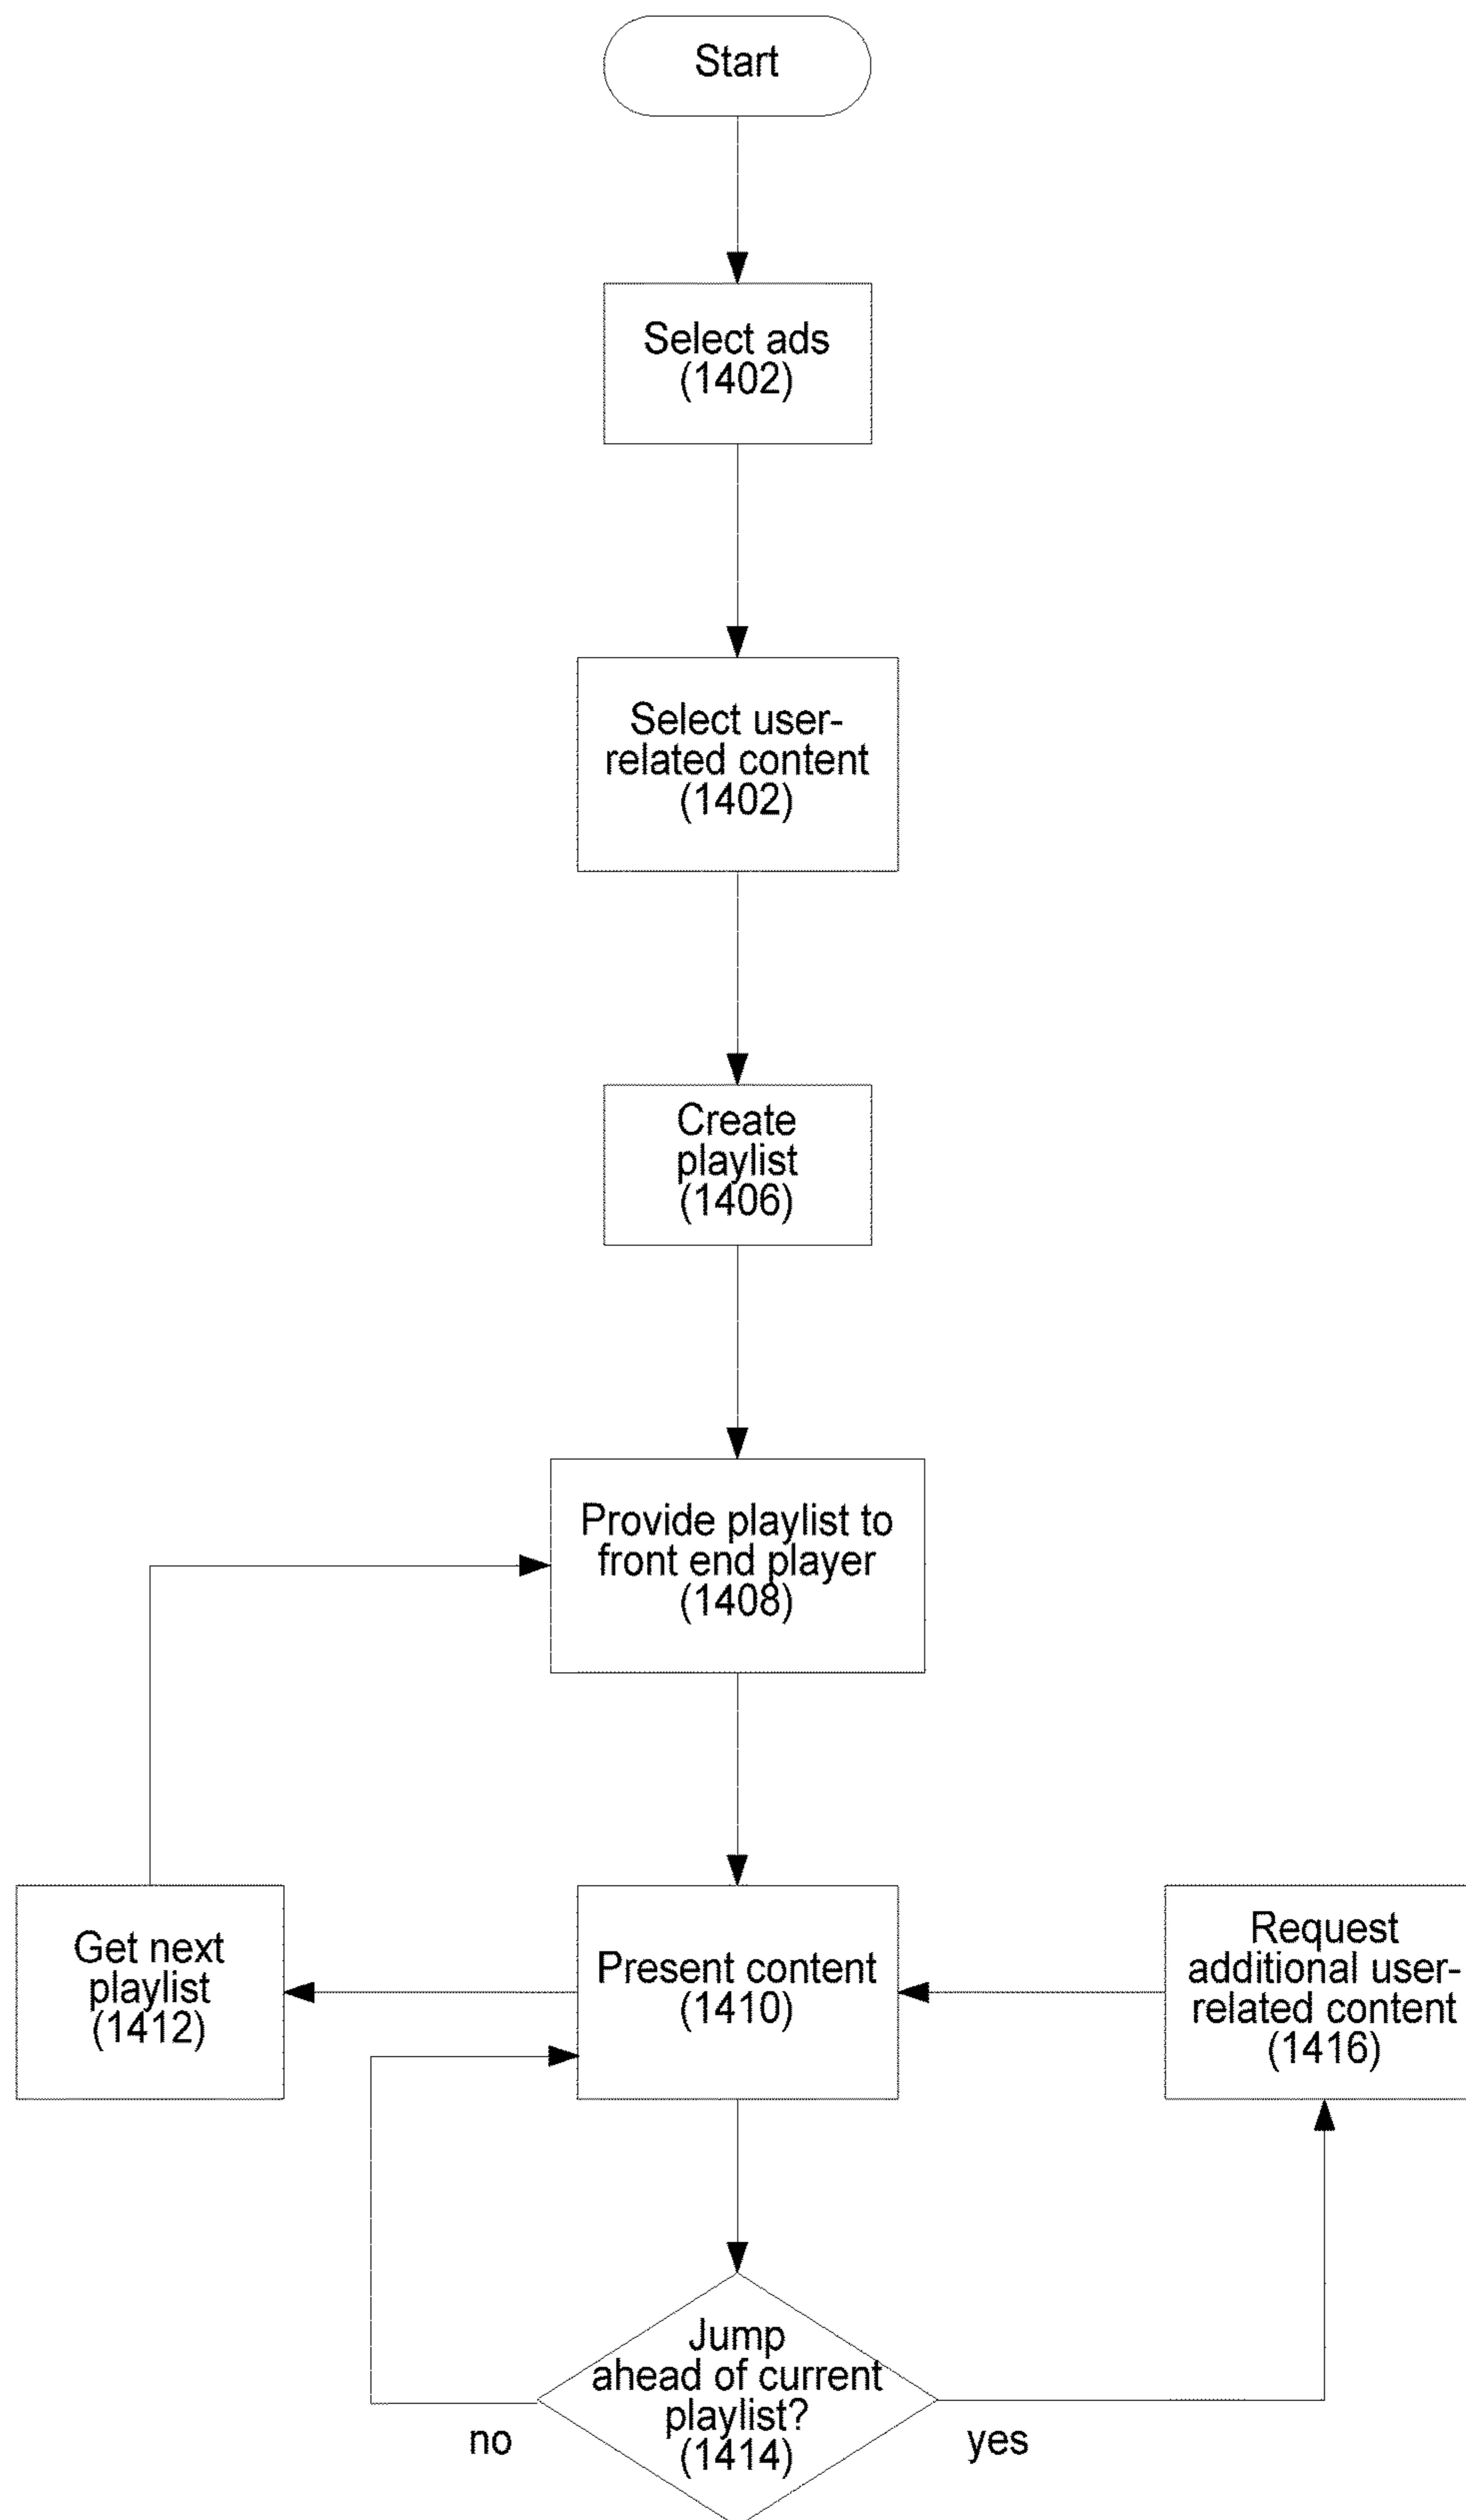 Start
Select ads
(1402)
Select user-
related content
(1402)
Create
playlist
(1406)
Provide playlist to
front end player
(1408)
Get next
playlist
(1412)
Present content
(1410)
Request
additional user-
related content
(1416)
Jump
ahead of current
playlist?
(1414)
no
yes